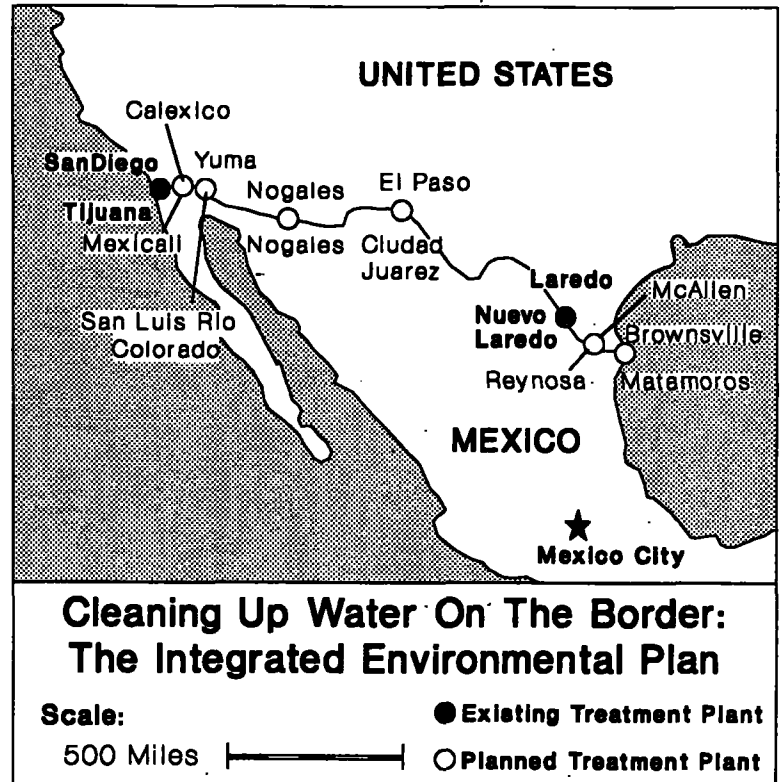 UNITED STATES
Calexico
SanDiego
Yuma
Tijuana
Mexicali
Nogales
Nogales
El Paso
Ciudad
Juarez
San Luis Rio
Colorado
Laredo
Nuevo
Laredo
McAllen
Brownsville
Reynosa
Matamoros
MEXICO
Mexico City
Cleaning Up Water On The Border:
The Integrated Environmental Plan
Scale:
500 Miles
Existing Treatment Plant
Planned Treatment Plant